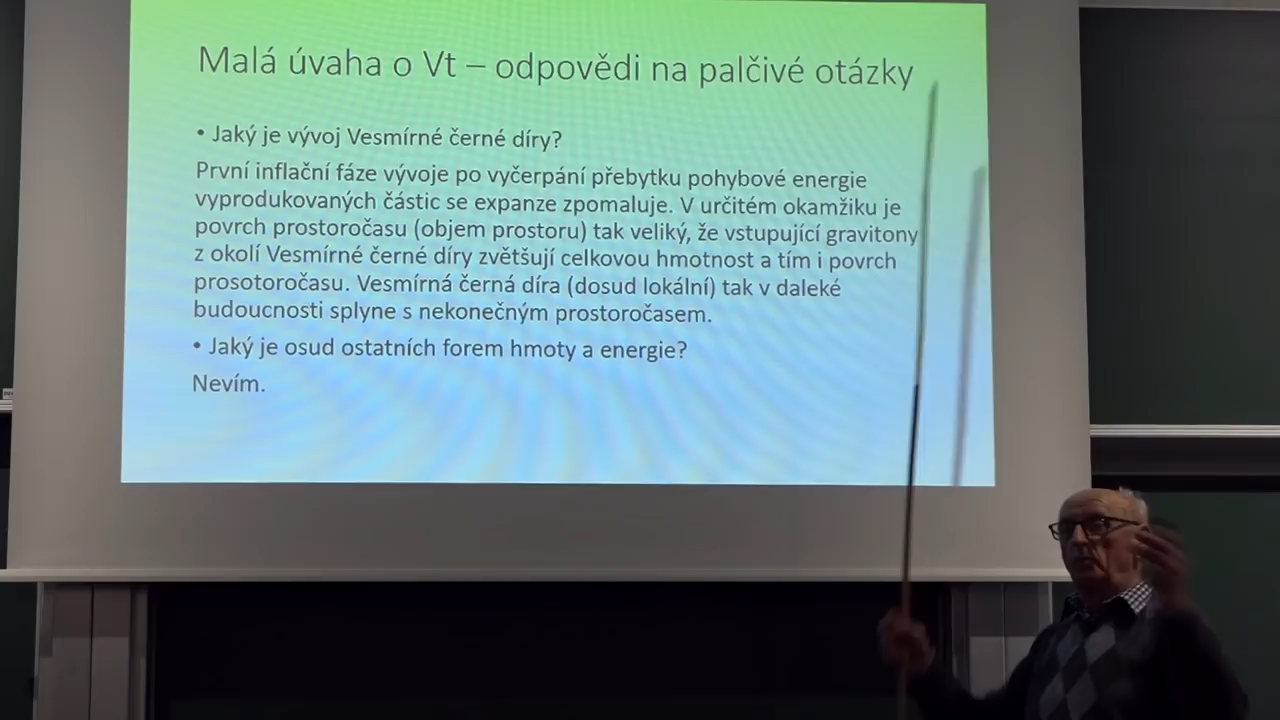 Malá úvaha o Vt – odpovědi na palčivé otázky
• Jaký je vývoj Vesmírné černé díry?
První inflační fáze vývoje po vyčerpání přebytku pohybové energie
vyprodukovaných částic se expanze zpomaluje. V určitém okamžiku je
povrch prostoročasu (objem prostoru) tak veliký, že vstupující gravitony
z okolí Vesmírné černé díry zvětšují celkovou hmotnost a tím i povrch
prosotoročasu. Vesmírná černá díra (dosud lokální) tak v daleké
budoucnosti splyne s nekonečným prostoročasem.
• Jaký je osud ostatních forem hmoty a energie?
Nevím.